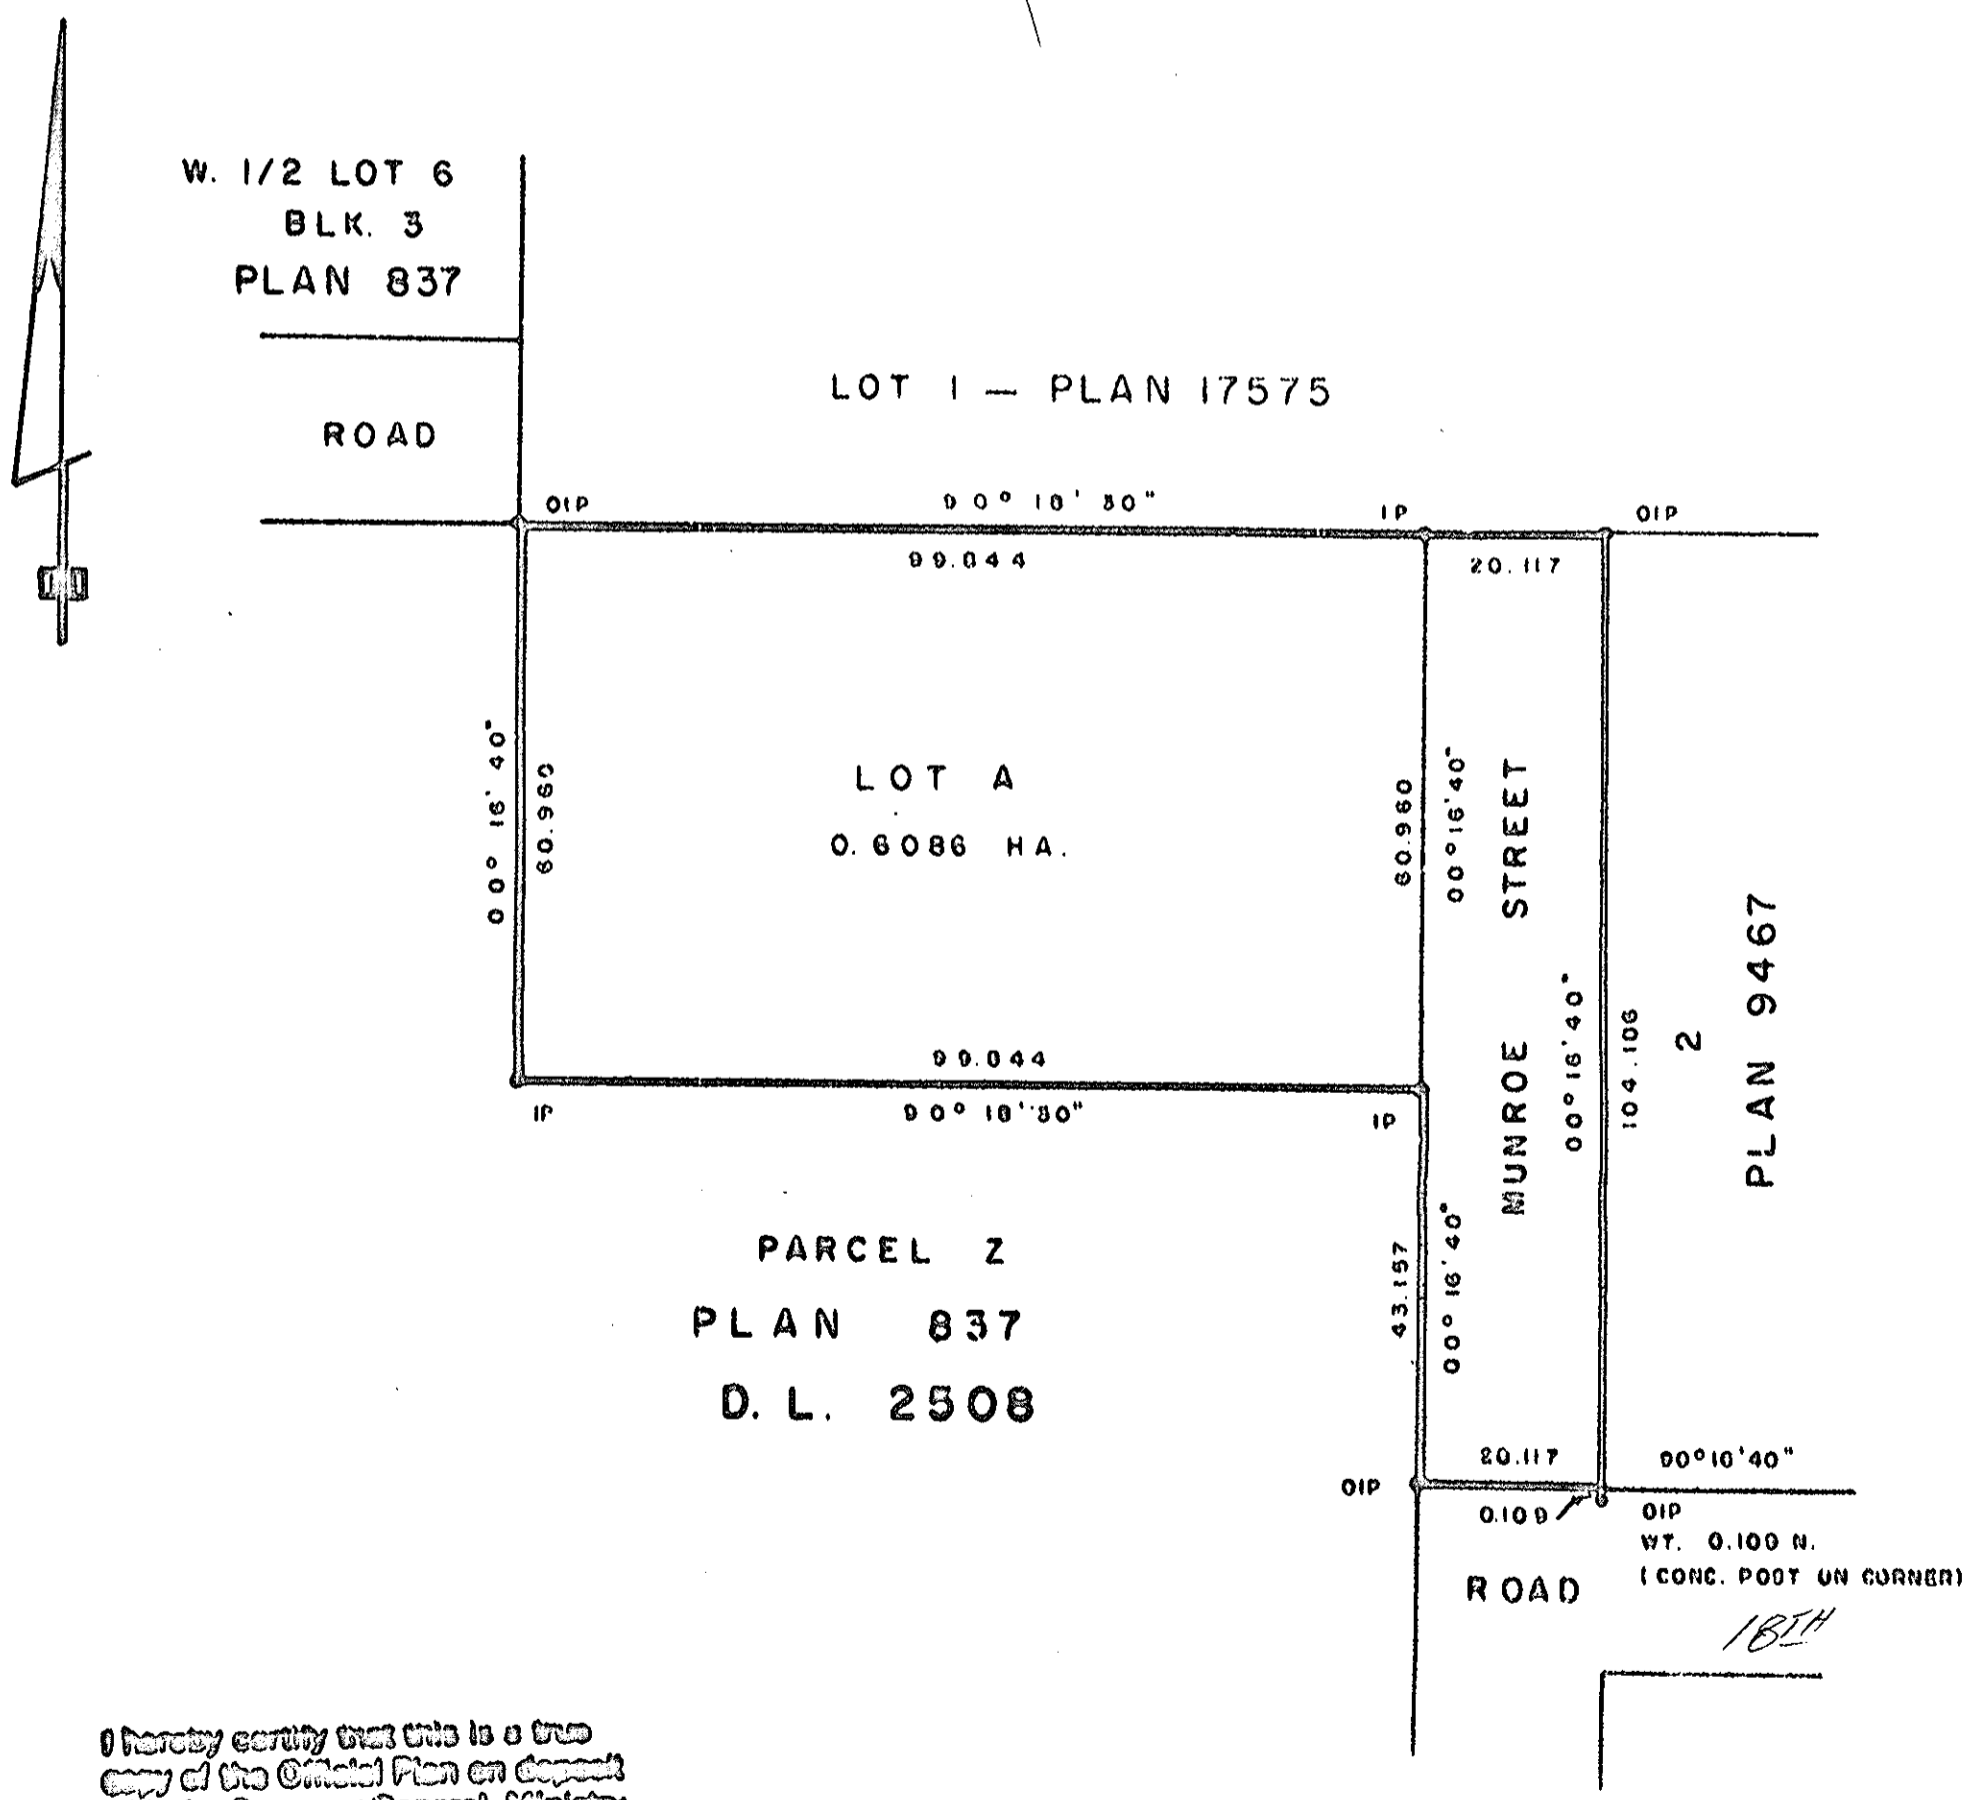 W. 1/2 LOT 6
BLK. 3
PLAN 837
ROAD
LOT 1 — PLAN 17575
OIP
90° 18' 30"
IP
OIP
99.844
20.117
00° 16' 40"
60.960
LOT A
0.6086 HA.
60.960
00°16'40"
MUNROE STREET
00°16'40"
104.106
2
PLAN 9467
99.844
IP
90° 18' 30"
IP
PARCEL Z
PLAN 837
D. L. 2508
43.157
00° 16' 40"
OIP
20.117
90°18'40"
0.109
OIP
WT. 0.100 N.
(CONC. POST ON CORNER)
ROAD
18TH
I hereby certify that this is a true
copy of the Official Plan on deposit